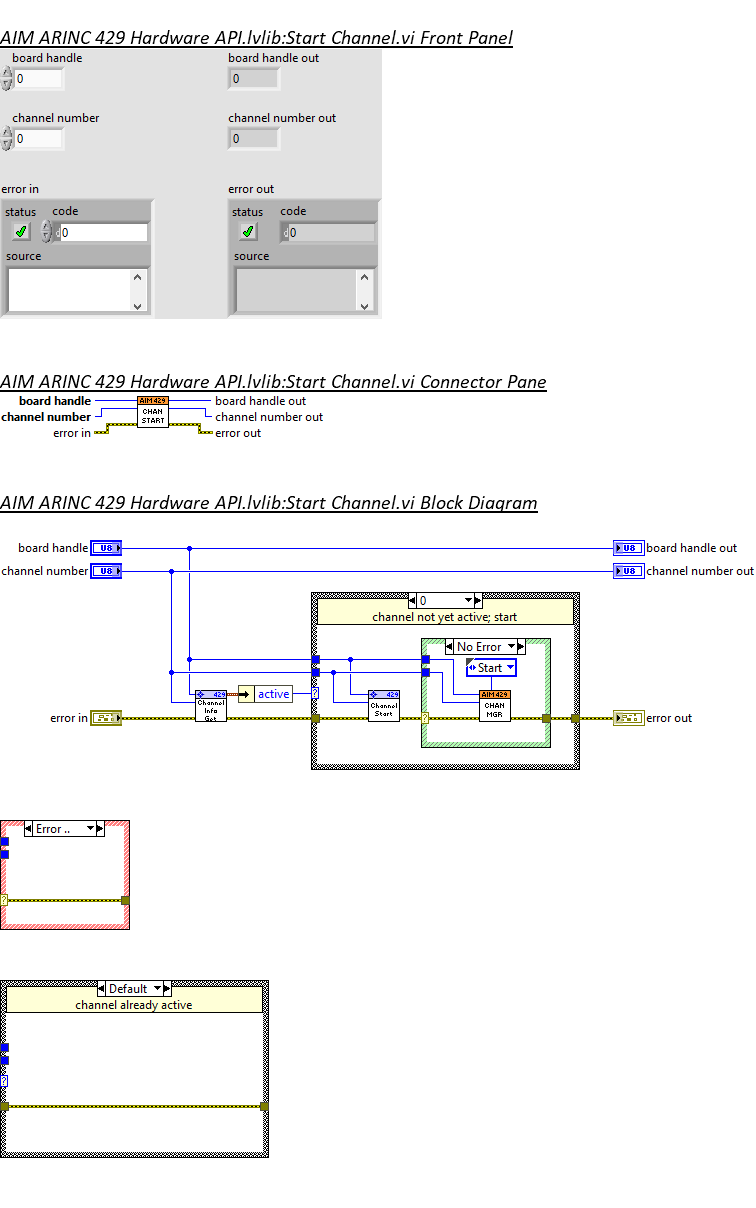 AIM ARINC 429 Hardware API.lvlib:Start Channel.vi Front Panel
board handle
board handle out
0
0
channel number
channel number out
0
0
error in
error out
status
code
status
code
d0
d0
source
source
AIM ARINC 429 Hardware API.lvlib:Start Channel.vi Connector Pane
board handle
AIM 429
board handle out
channel number
CHAN
START
channel number out
error in
error out
AIM ARINC 429 Hardware API.lvlib:Start Channel.vi Block Diagram
board handle
U8
U8
board handle out
channel number
U8
U8
channel number out
0
channel not yet active; start
No Error
Start
429
Channel
Info
Get
active
?
429
Channel
Start
AIM 429
CHAN
MGR
error in
?
error out
Error ..
?
Default
channel already active
?